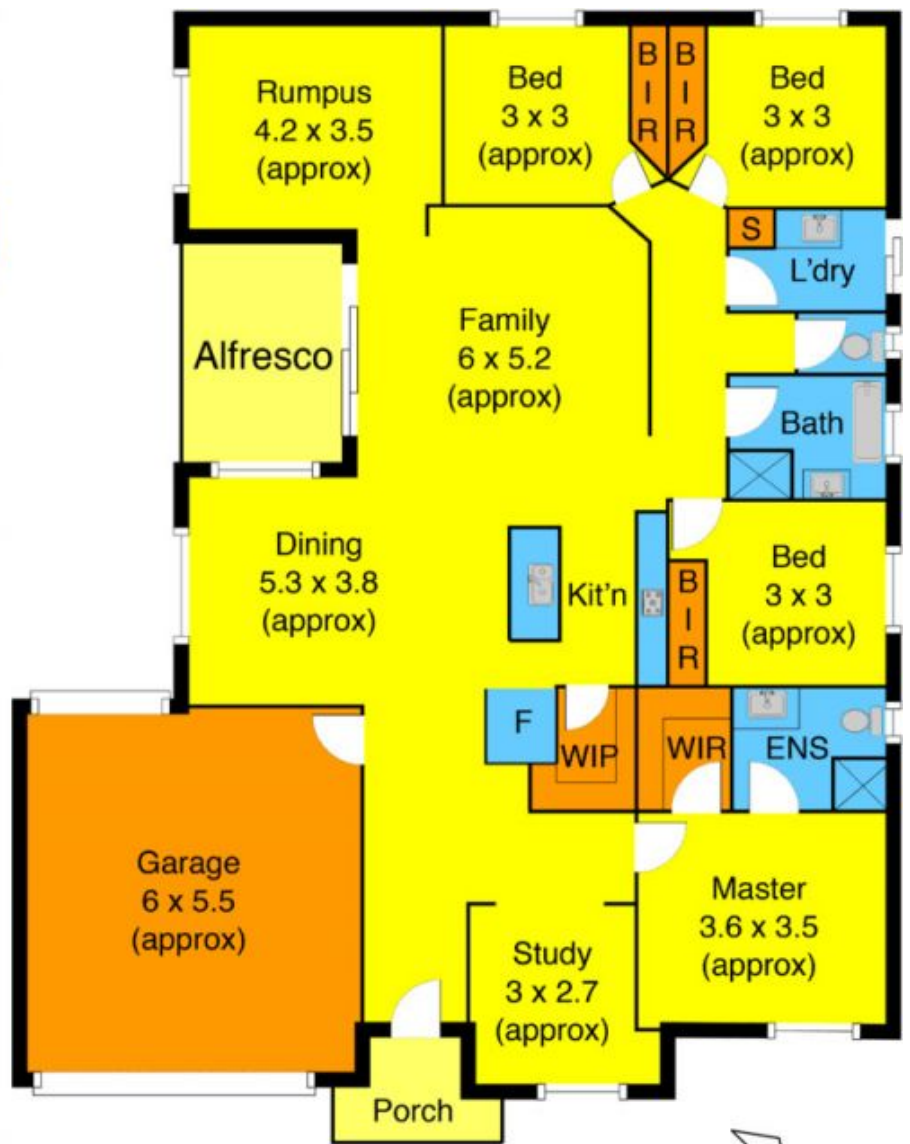 Rumpus
4.2 x 3.5
(approx)
Bed
3 x 3
(approx)
B
I
R
B
I
R
Bed
3 x 3
(approx)
S
L'dry
Alfresco
Family
6 x 5.2
(approx)
Bath
Dining
5.3 x 3.8
(approx)
Kit'n
B
I
R
Bed
3 x 3
(approx)
F
WIP
WIR
ENS
Garage
6 x 5.5
(approx)
Master
3.6 x 3.5
(approx)
Study
3 x 2.7
(approx)
Porch